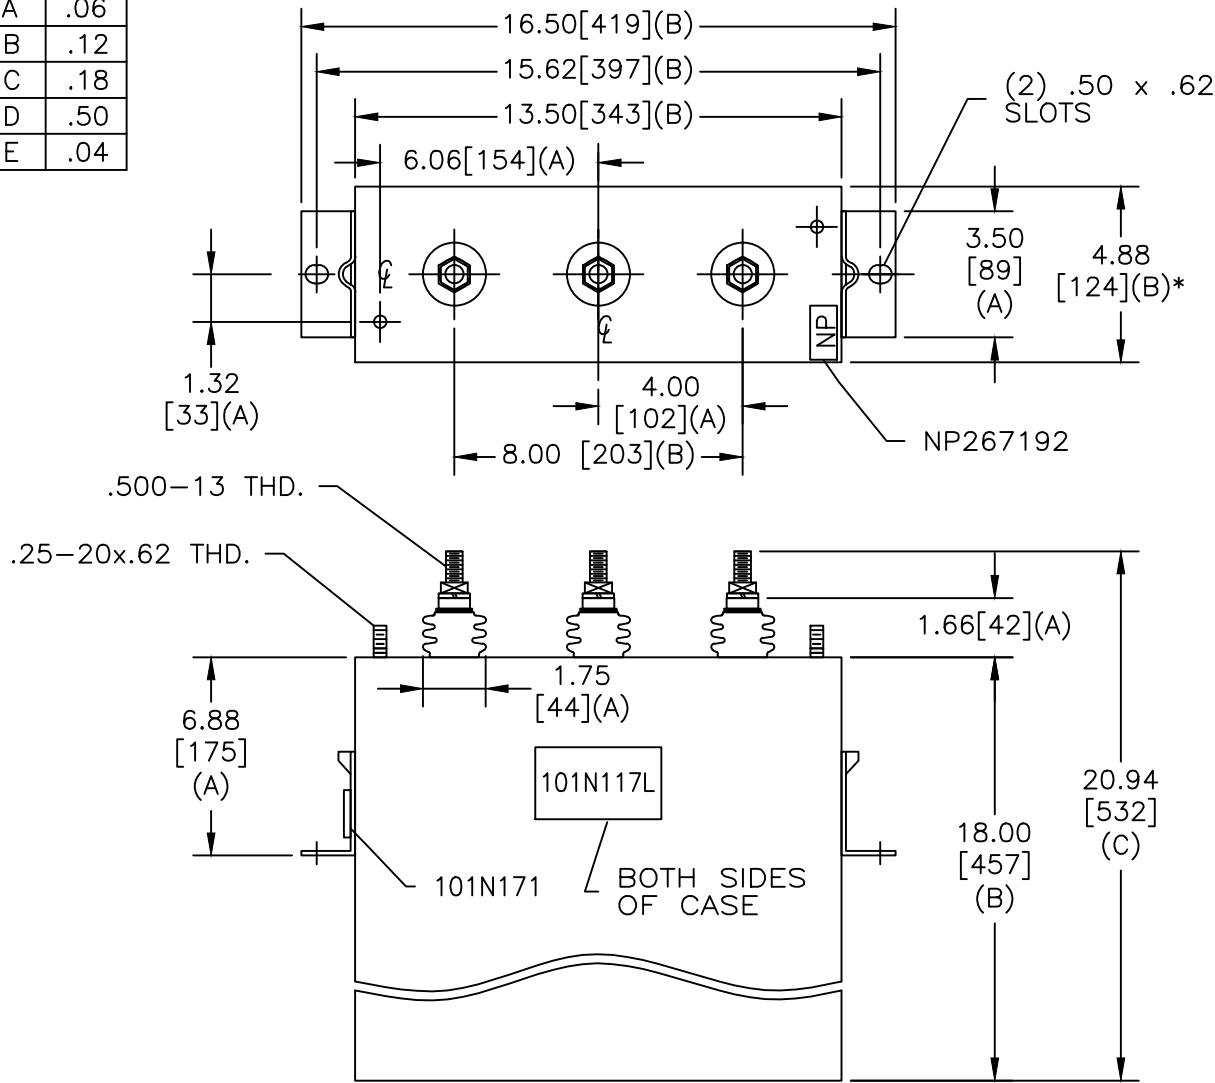 A .06
B .12
C .18
D .50
E .04
16.50[419](B)
15.62[397](B)
13.50[343](B)
6.06[154](A)
(2) .50 x .62
SLOTS
3.50
[89]
(A)
4.88
[124](B)*
℄
℄
NP
1.32
[33](A)
4.00
[102](A)
8.00 [203](B)
NP267192
.500-13 THD.
.25-20x.62 THD.
1.66[42](A)
1.75
[44](A)
6.88
[175]
(A)
101N117L
101N171
BOTH SIDES
OF CASE
18.00
[457]
(B)
20.94
[532]
(C)